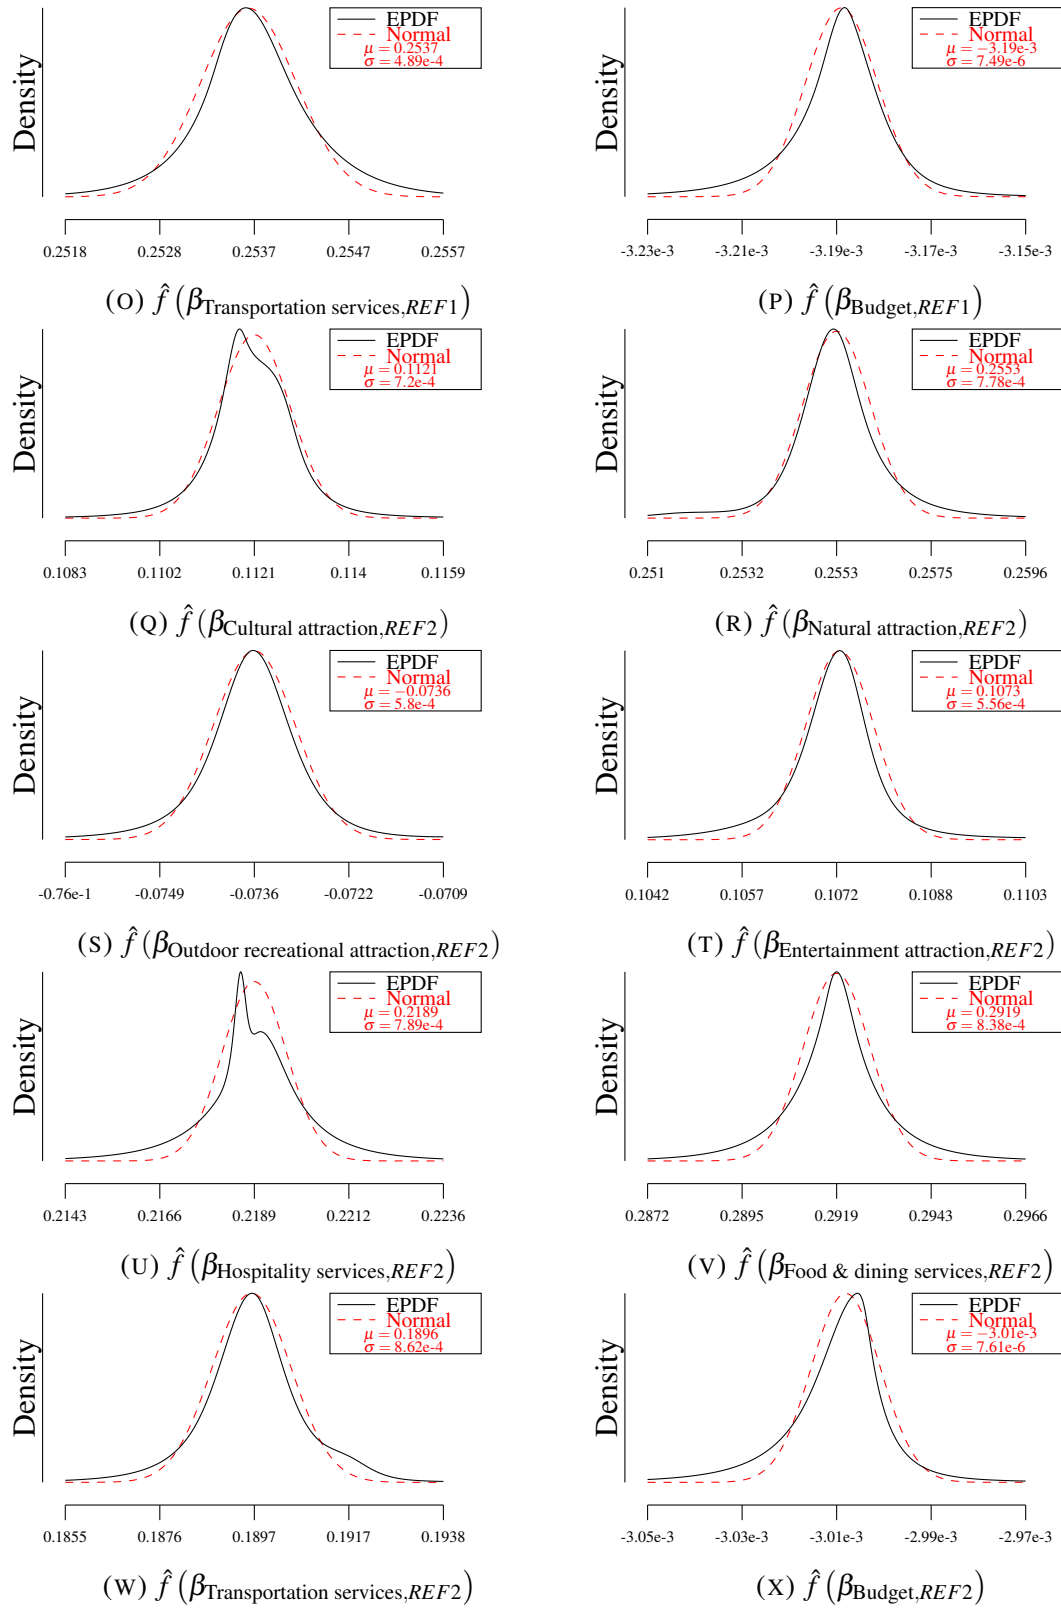 Density
EPDF
Normal
μ = 0.2537
σ = 4.89e-4
0.2518 0.2528 0.2537 0.2547 0.2557
(O) f̂ (β_Transportation services,REF1)
Density
EPDF
Normal
μ = −3.19e-3
σ = 7.49e-6
-3.23e-3 -3.21e-3 -3.19e-3 -3.17e-3 -3.15e-3
(P) f̂ (β_Budget,REF1)
Density
EPDF
Normal
μ = 0.1121
σ = 7.2e-4
0.1083 0.1102 0.1121 0.114 0.1159
(Q) f̂ (β_Cultural attraction,REF2)
Density
EPDF
Normal
μ = 0.2553
σ = 7.78e-4
0.251 0.2532 0.2553 0.2575 0.2596
(R) f̂ (β_Natural attraction,REF2)
Density
EPDF
Normal
μ = −0.0736
σ = 5.8e-4
-0.76e-1 -0.0749 -0.0736 -0.0722 -0.0709
(S) f̂ (β_Outdoor recreational attraction,REF2)
Density
EPDF
Normal
μ = 0.1073
σ = 5.56e-4
0.1042 0.1057 0.1072 0.1088 0.1103
(T) f̂ (β_Entertainment attraction,REF2)
Density
EPDF
Normal
μ = 0.2189
σ = 7.89e-4
0.2143 0.2166 0.2189 0.2212 0.2236
(U) f̂ (β_Hospitality services,REF2)
Density
EPDF
Normal
μ = 0.2919
σ = 8.38e-4
0.2872 0.2895 0.2919 0.2943 0.2966
(V) f̂ (β_Food & dining services,REF2)
Density
EPDF
Normal
μ = 0.1896
σ = 8.62e-4
0.1855 0.1876 0.1897 0.1917 0.1938
(W) f̂ (β_Transportation services,REF2)
Density
EPDF
Normal
μ = −3.01e-3
σ = 7.61e-6
-3.05e-3 -3.03e-3 -3.01e-3 -2.99e-3 -2.97e-3
(X) f̂ (β_Budget,REF2)